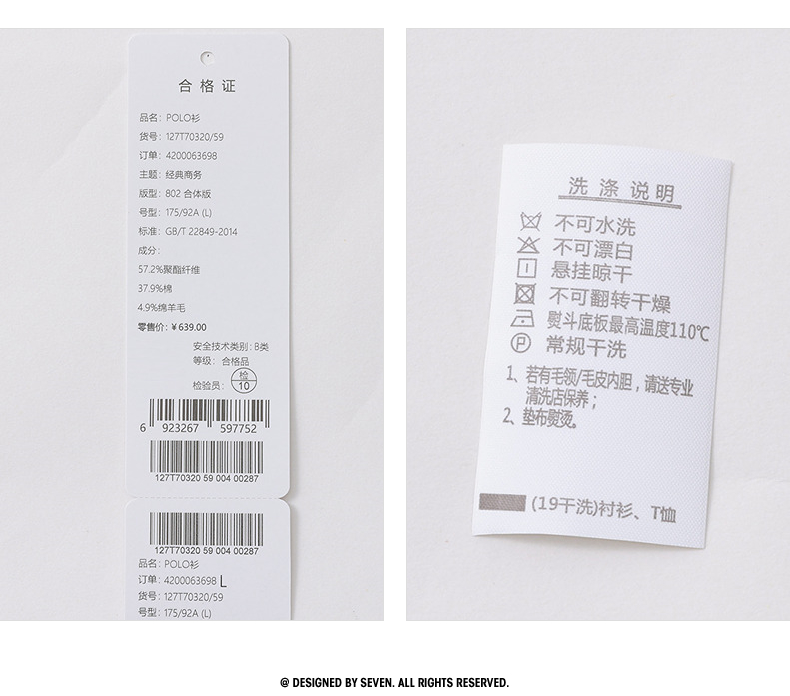 合格证
品名：POLO衫
货号：127T70320/59
订单：4200063698
主题：经典商务
版型：802 合体版
号型：175/92A (L)
标准：GB/T 22849-2014
成分：
57.2%聚酯纤维
37.9%棉
4.9%绵羊毛
零售价：¥639.00
安全技术类别：B类
等级：合格品
检验员：检 10
6 923267 597752
127T70320 59 004 00287
127T70320 59 004 00287
品名：POLO衫
订单：4200063698 L
货号：127T70320/59
号型：175/92A (L)
洗涤说明
不可水洗
不可漂白
悬挂晾干
不可翻转干燥
熨斗底板最高温度110℃
P 常规干洗
1、若有毛领/毛皮内胆，请送专业
清洗店保养；
2、垫布熨烫。
(19干洗)衬衫、T恤
@ DESIGNED BY SEVEN. ALL RIGHTS RESERVED.